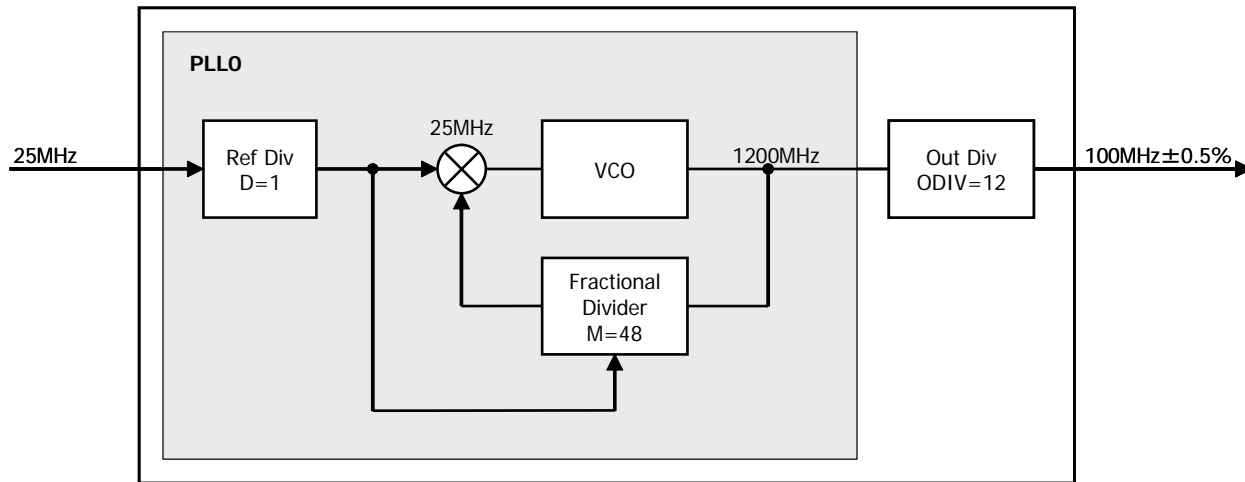 PLL0
25MHz
Ref Div
D=1
25MHz
VCO
1200MHz
Out Div
ODIV=12
100MHz±0.5%
Fractional
Divider
M=48